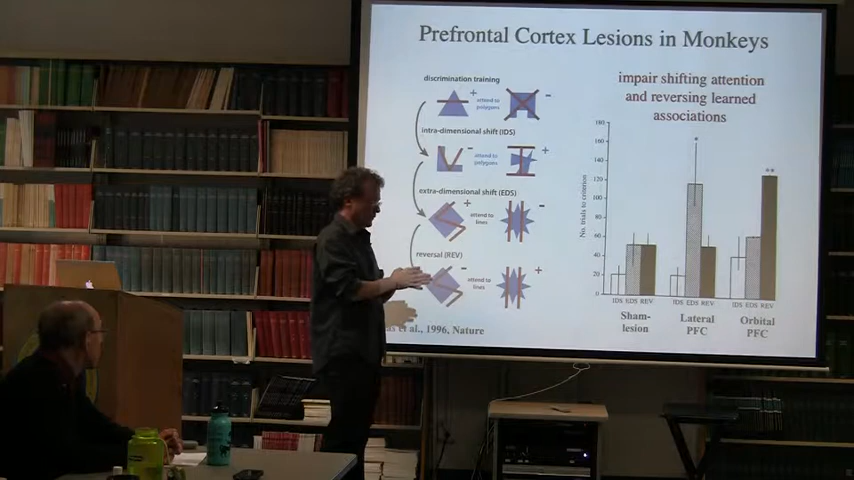 Prefrontal Cortex Lesions in Monkeys
discrimination training
+
attend to
polygons
-
intra-dimensional shift (IDS)
-
attend to
polygons
+
extra-dimensional shift (EDS)
+
attend to
lines
-
reversal (REV)
-
attend to
lines
+
et al., 1996, Nature
impair shifting attention
and reversing learned
associations
No. trials to criterion
180
160
140
120
100
80
60
40
20
0
*
**
IDS EDS REV
IDS EDS REV
IDS EDS REV
Sham-
lesion
Lateral
PFC
Orbital
PFC